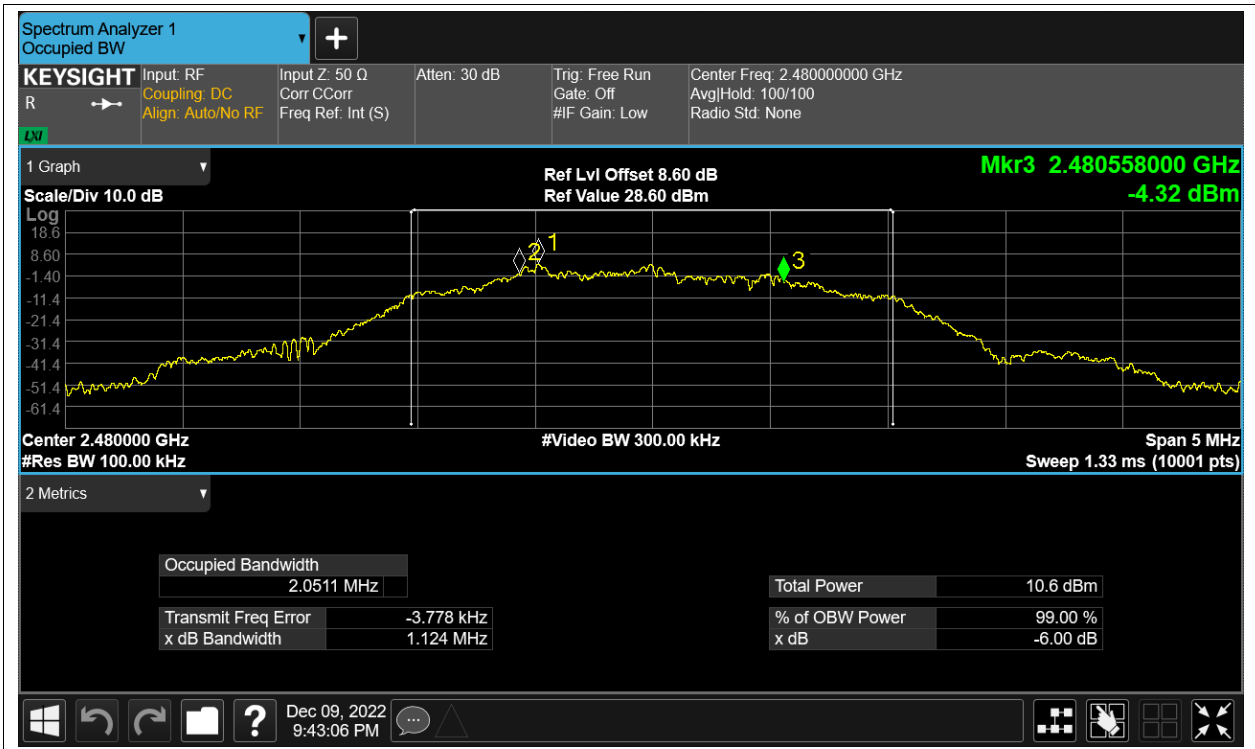 Spectrum Analyzer 1
Occupied BW
KEYSIGHT
R
LXI
Input: RF
Coupling: DC
Align: Auto/No RF
Input Z: 50 Ω
Corr CCorr
Freq Ref: Int (S)
Atten: 30 dB
Trig: Free Run
Gate: Off
#IF Gain: Low
Center Freq: 2.480000000 GHz
Avg|Hold: 100/100
Radio Std: None
1 Graph
Scale/Div 10.0 dB
Ref Lvl Offset 8.60 dB
Ref Value 28.60 dBm
Mkr3 2.480558000 GHz
-4.32 dBm
Log
18.6
8.60
-1.40
-11.4
-21.4
-31.4
-41.4
-51.4
-61.4
2
1
3
Center 2.480000 GHz
#Video BW 300.00 kHz
Span 5 MHz
#Res BW 100.00 kHz
Sweep 1.33 ms (10001 pts)
2 Metrics
Occupied Bandwidth
2.0511 MHz
Transmit Freq Error -3.778 kHz
x dB Bandwidth 1.124 MHz
Total Power 10.6 dBm
% of OBW Power 99.00 %
x dB -6.00 dB
?
Dec 09, 2022
9:43:06 PM